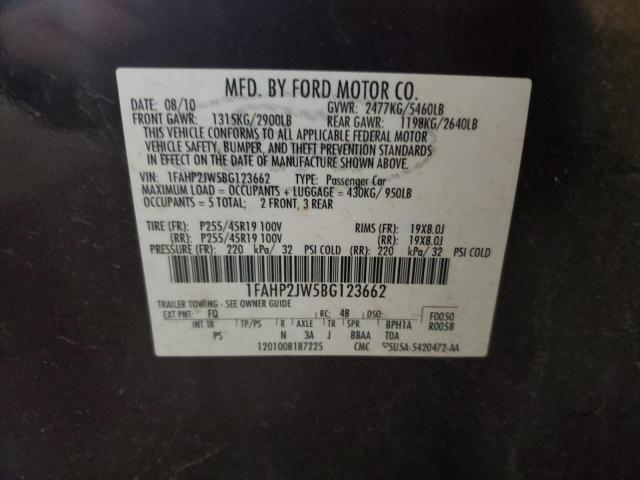 MFD. BY FORD MOTOR CO.
DATE: 08/10 GVWR: 2477KG/5460LB
FRONT GAWR: 1315KG/2900LB REAR GAWR: 1198KG/2640LB
THIS VEHICLE CONFORMS TO ALL APPLICABLE FEDERAL MOTOR
VEHICLE SAFETY, BUMPER, AND THEFT PREVENTION STANDARDS
IN EFFECT ON THE DATE OF MANUFACTURE SHOWN ABOVE.
VIN: 1FAHP2JW5BG123662 TYPE: Passenger Car
MAXIMUM LOAD = OCCUPANTS + LUGGAGE = 430KG/ 950LB
OCCUPANTS = 5 TOTAL; 2 FRONT, 3 REAR
TIRE (FR): P255/45R19 100V RIMS (FR): 19X8.0J
(RR): P255/45R19 100V (RR): 19X8.0J
PRESSURE (FR): 220 kPa/ 32 PSI COLD (RR): 220 kPa/ 32 PSI COLD
1FAHP2JW5BG123662
TRAILER TOWING - SEE OWNER GUIDE
EXT PNT: FQ RC: 48 DSO: F0050
INT TR TP/PS R AXLE TR SPR BPH1A R0058
PS N 3A J BBAA TOA
1201008187225 CMC 5USA-5420472-AA